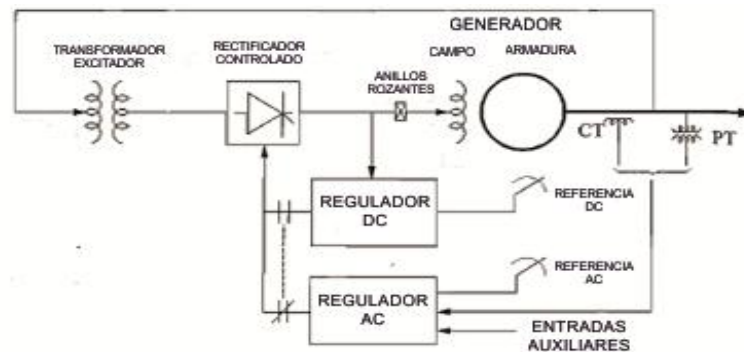 GENERADOR
TRANSFORMADOR
EXCITADOR
RECTIFICADOR
CONTROLADO
CAMPO
ARMADURA
ANILLOS
ROZANTES
CT
PT
REGULADOR
DC
REFERENCIA
DC
REGULADOR
AC
REFERENCIA
AC
ENTRADAS
AUXILIARES